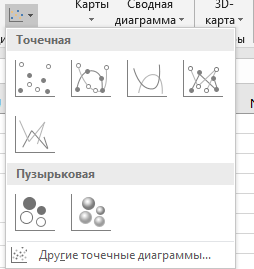 Карты
Сводная
3D-
диаграмма
карта
Точечная
Пузырьковая
Другие точечные диаграммы...